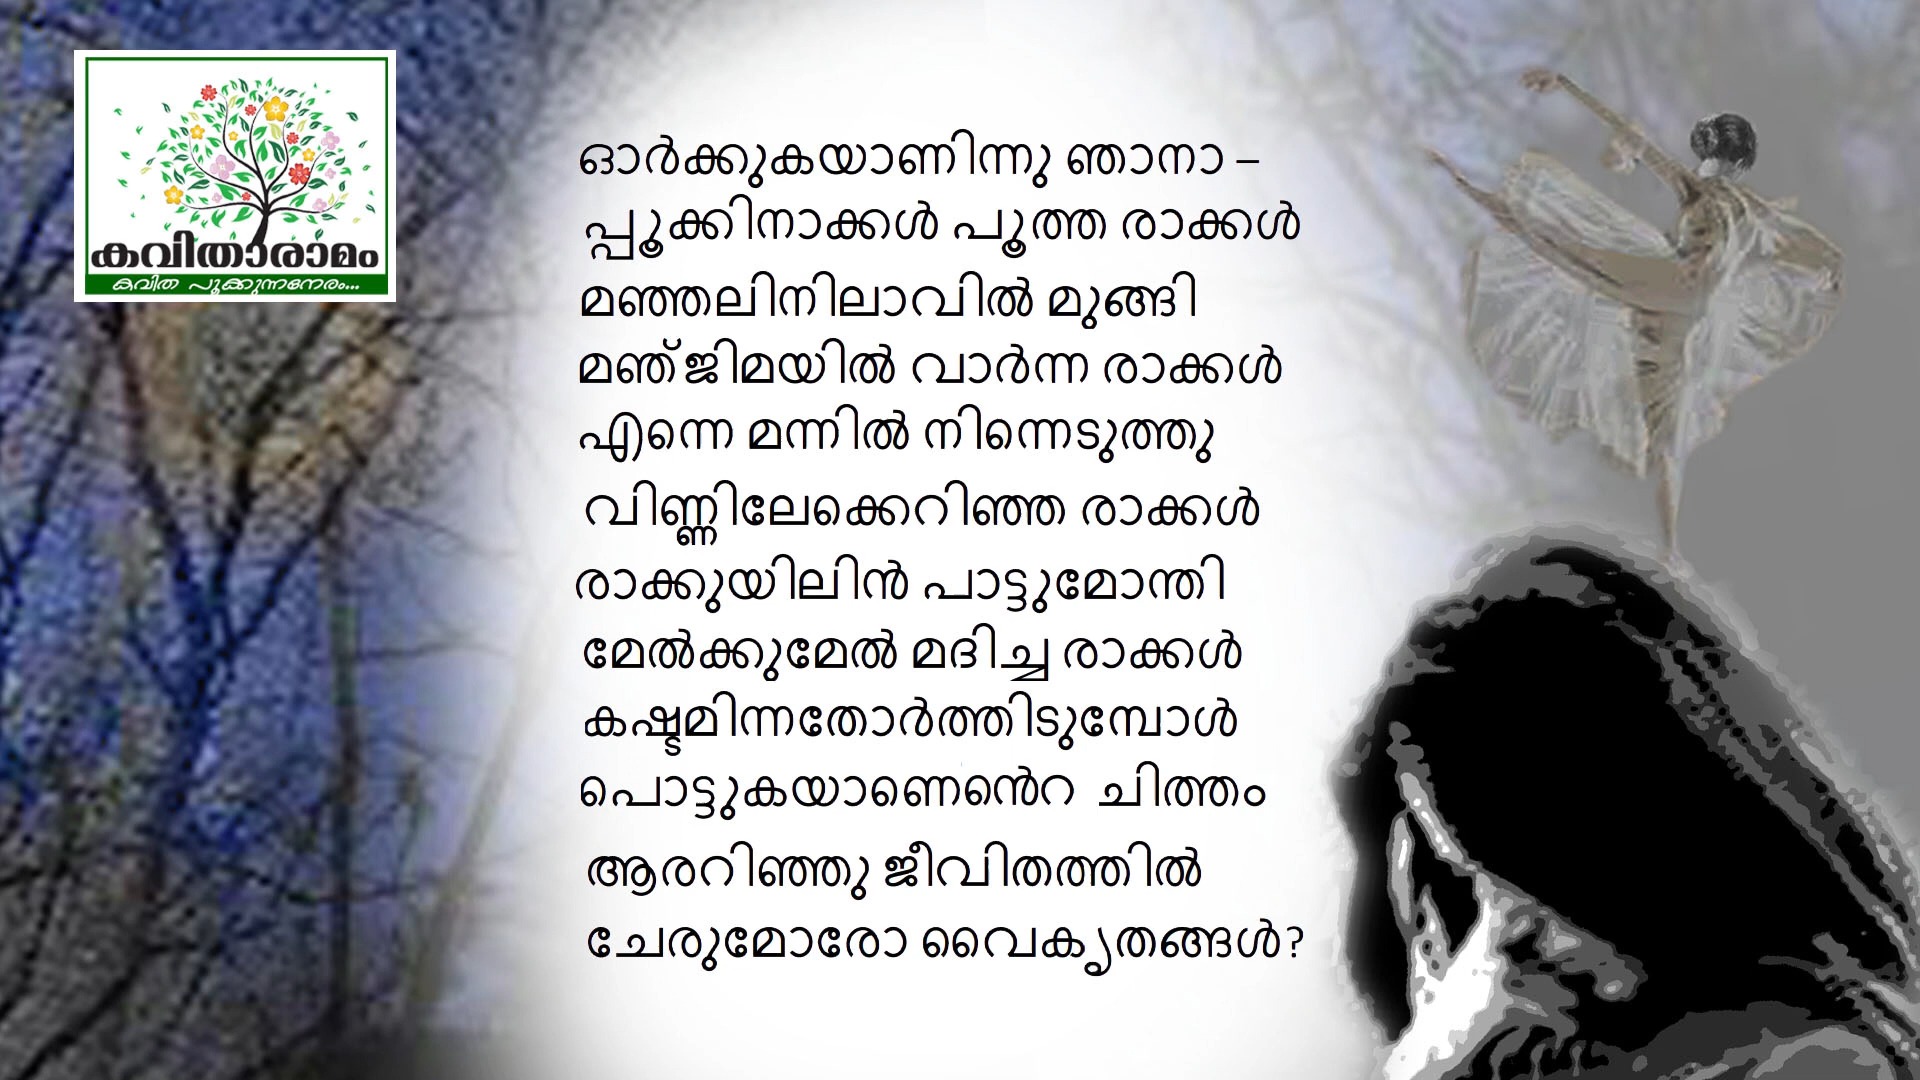 കവിതാരാമം
കവിത പൂക്കുന്നനേരം...
ഓർക്കുകയാണിന്നു ഞാനാ –
പ്പൂക്കിനാക്കൾ പൂത്ത രാക്കൾ
മഞ്ഞലിനിലാവിൽ മുങ്ങി
മഞ്ജിമയിൽ വാർന്ന രാക്കൾ
എന്നെ മന്നിൽ നിന്നെടുത്തു
വിണ്ണിലേക്കെറിഞ്ഞ രാക്കൾ
രാക്കുയിലിൻ പാട്ടുമോന്തി
മേൽക്കുമേൽ മദിച്ച രാക്കൾ
കഷ്ടമിന്നതോർത്തിടുമ്പോൾ
പൊട്ടുകയാണെൻെറ ചിത്തം
ആരറിഞ്ഞു ജീവിതത്തിൽ
ചേരുമോരോ വൈകൃതങ്ങൾ?